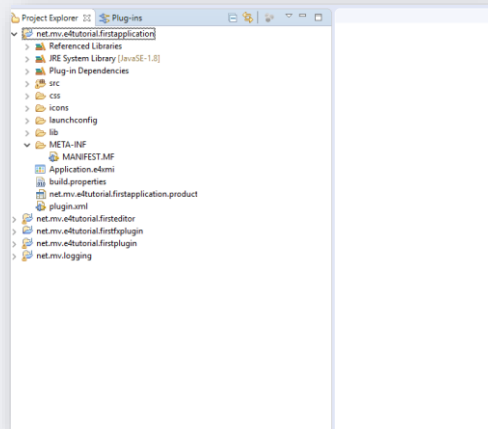 Project Explorer Plug-ins
net.mv.e4tutorial.firstapplication
Referenced Libraries
JRE System Library [JavaSE-1.8]
Plug-in Dependencies
src
css
icons
launchconfig
lib
META-INF
MANIFEST.MF
Application.e4xmi
build.properties
net.mv.e4tutorial.firstapplication.product
plugin.xml
net.mv.e4tutorial.firsteditor
net.mv.e4tutorial.firstfxplugin
net.mv.e4tutorial.firstplugin
net.mv.logging